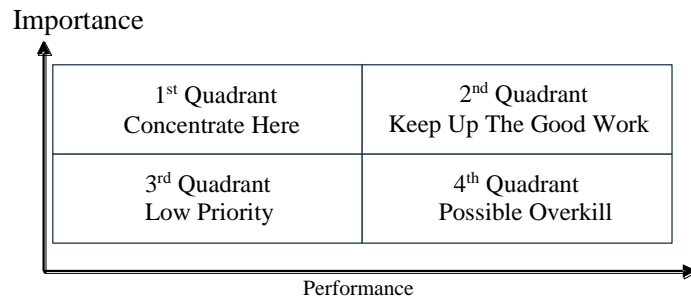 Importance
1st Quadrant
Concentrate Here
2nd Quadrant
Keep Up The Good Work
3rd Quadrant
Low Priority
4th Quadrant
Possible Overkill
Performance